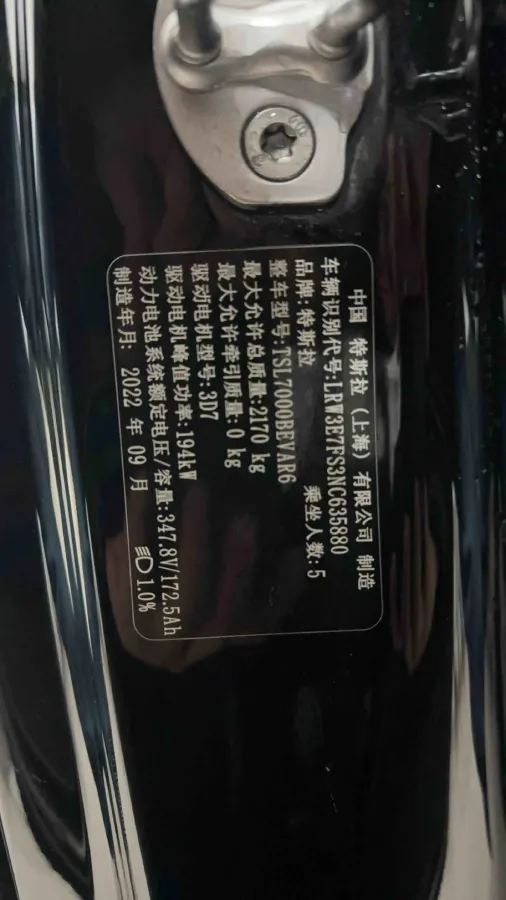 中国 特斯拉（上海）有限公司 制造
车辆识别代号:LRW3E7FS3NC635880
品牌:特斯拉 乘坐人数:5
整车型号:TSL7000BEVAR6
最大允许总质量:2170 kg
最大允许牵引质量:0 kg
驱动电机型号:3D7
驱动电机峰值功率:194kW
动力电池系统额定电压/容量:347.8V/172.5Ah
制造年月: 2022 年 09 月 1.0%